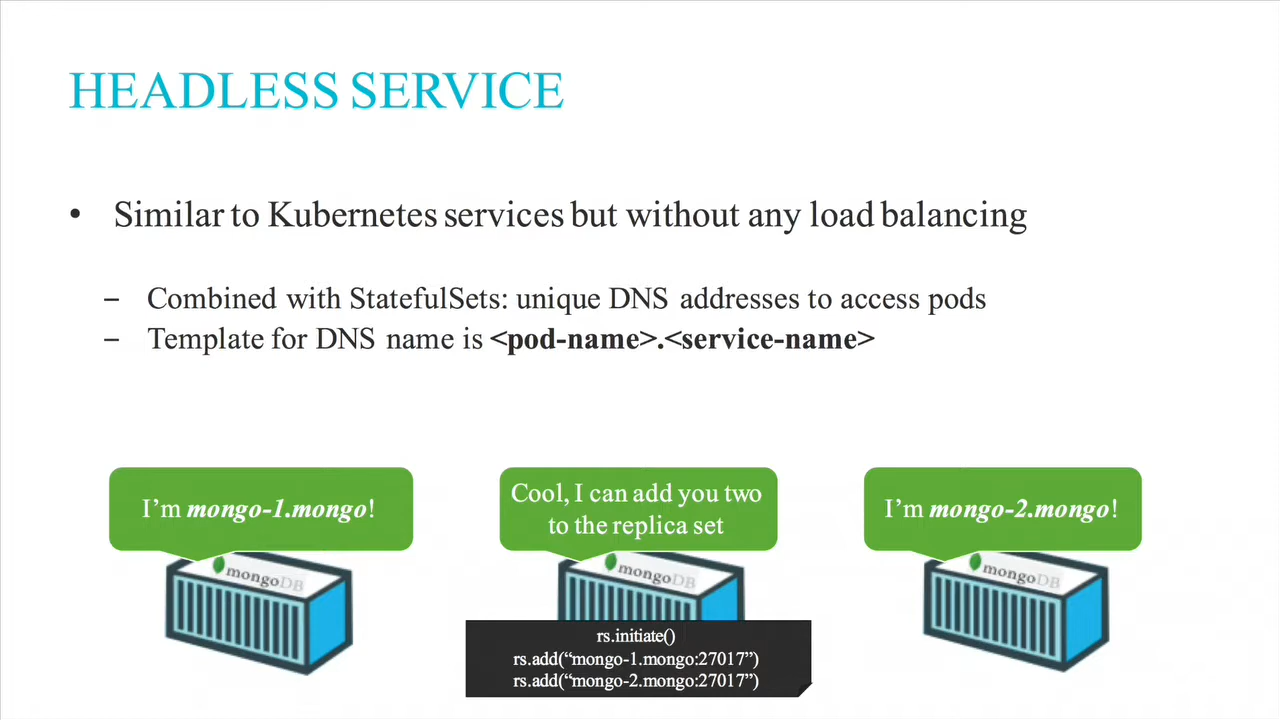 HEADLESS SERVICE
• Similar to Kubernetes services but without any load balancing
– Combined with StatefulSets: unique DNS addresses to access pods
– Template for DNS name is <pod-name>.<service-name>
I’m mongo-1.mongo!
Cool, I can add you two
to the replica set
I’m mongo-2.mongo!
mongoDB
mongoDB
mongoDB
rs.initiate()
rs.add(“mongo-1.mongo:27017”)
rs.add(“mongo-2.mongo:27017”)